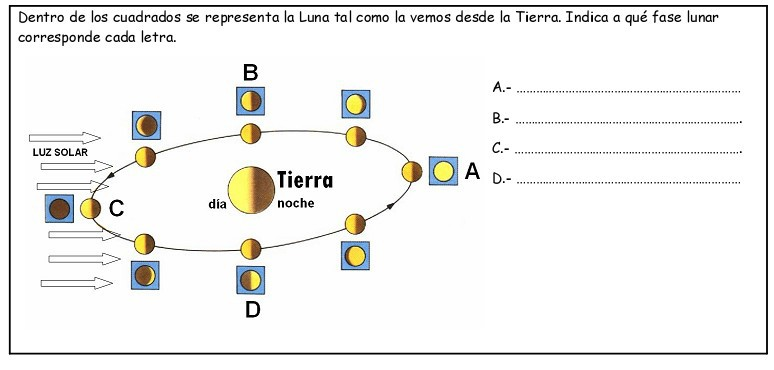 Dentro de los cuadrados se representa la Luna tal como la vemos desde la Tierra. Indica a qué fase lunar
corresponde cada letra.
B
A.- ................................................
B.- ................................................
LUZ SOLAR
C.- ................................................
Tierra
A
D.- ................................................
día
noche
C
D